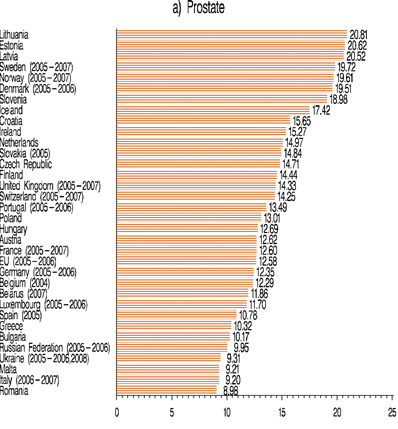 a) Prostate
Lithuania 20.81
Estonia 20.62
Latvia 20.52
Sweden (2005-2007) 19.72
Norway (2005-2007) 19.61
Denmark (2005-2006) 19.51
Slovenia 18.98
Iceland 17.42
Croatia 15.65
Ireland 15.27
Netherlands 14.97
Slovakia (2005) 14.84
Czech Republic 14.71
Finland 14.44
United Kingdom (2005-2007) 14.33
Switzerland (2005-2007) 14.25
Portugal (2005-2006) 13.49
Poland 13.01
Hungary 12.69
Austria 12.62
France (2005-2007) 12.60
EU (2005-2006) 12.58
Germany (2005-2006) 12.35
Belgium (2004) 12.29
Belarus (2007) 11.86
Luxembourg (2005-2006) 11.70
Spain (2005) 10.78
Greece 10.32
Bulgaria 10.17
Russian Federation (2005-2006) 9.95
Ukraine (2005-2006,2008) 9.31
Malta 9.21
Italy (2006-2007) 9.20
Romania 8.98
0 5 10 15 20 25